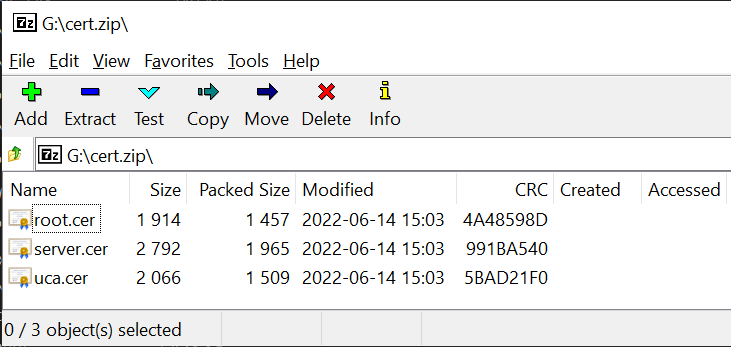 7z G:\cert.zip\
File Edit View Favorites Tools Help
Add Extract Test Copy Move Delete Info
7z G:\cert.zip\
Name Size Packed Size Modified CRC Created Accessed
root.cer 1 914 1 457 2022-06-14 15:03 4A48598D
server.cer 2 792 1 965 2022-06-14 15:03 991BA540
uca.cer 2 066 1 509 2022-06-14 15:03 5BAD21F0
0 / 3 object(s) selected